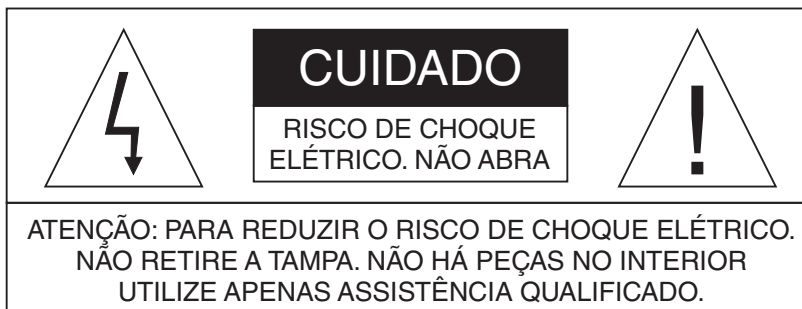 CUIDADO
RISCO DE CHOQUE
ELÉTRICO. NÃO ABRA
!
ATENÇÃO: PARA REDUZIR O RISCO DE CHOQUE ELÉTRICO.
NÃO RETIRE A TAMPA. NÃO HÁ PEÇAS NO INTERIOR
UTILIZE APENAS ASSISTÊNCIA QUALIFICADO.